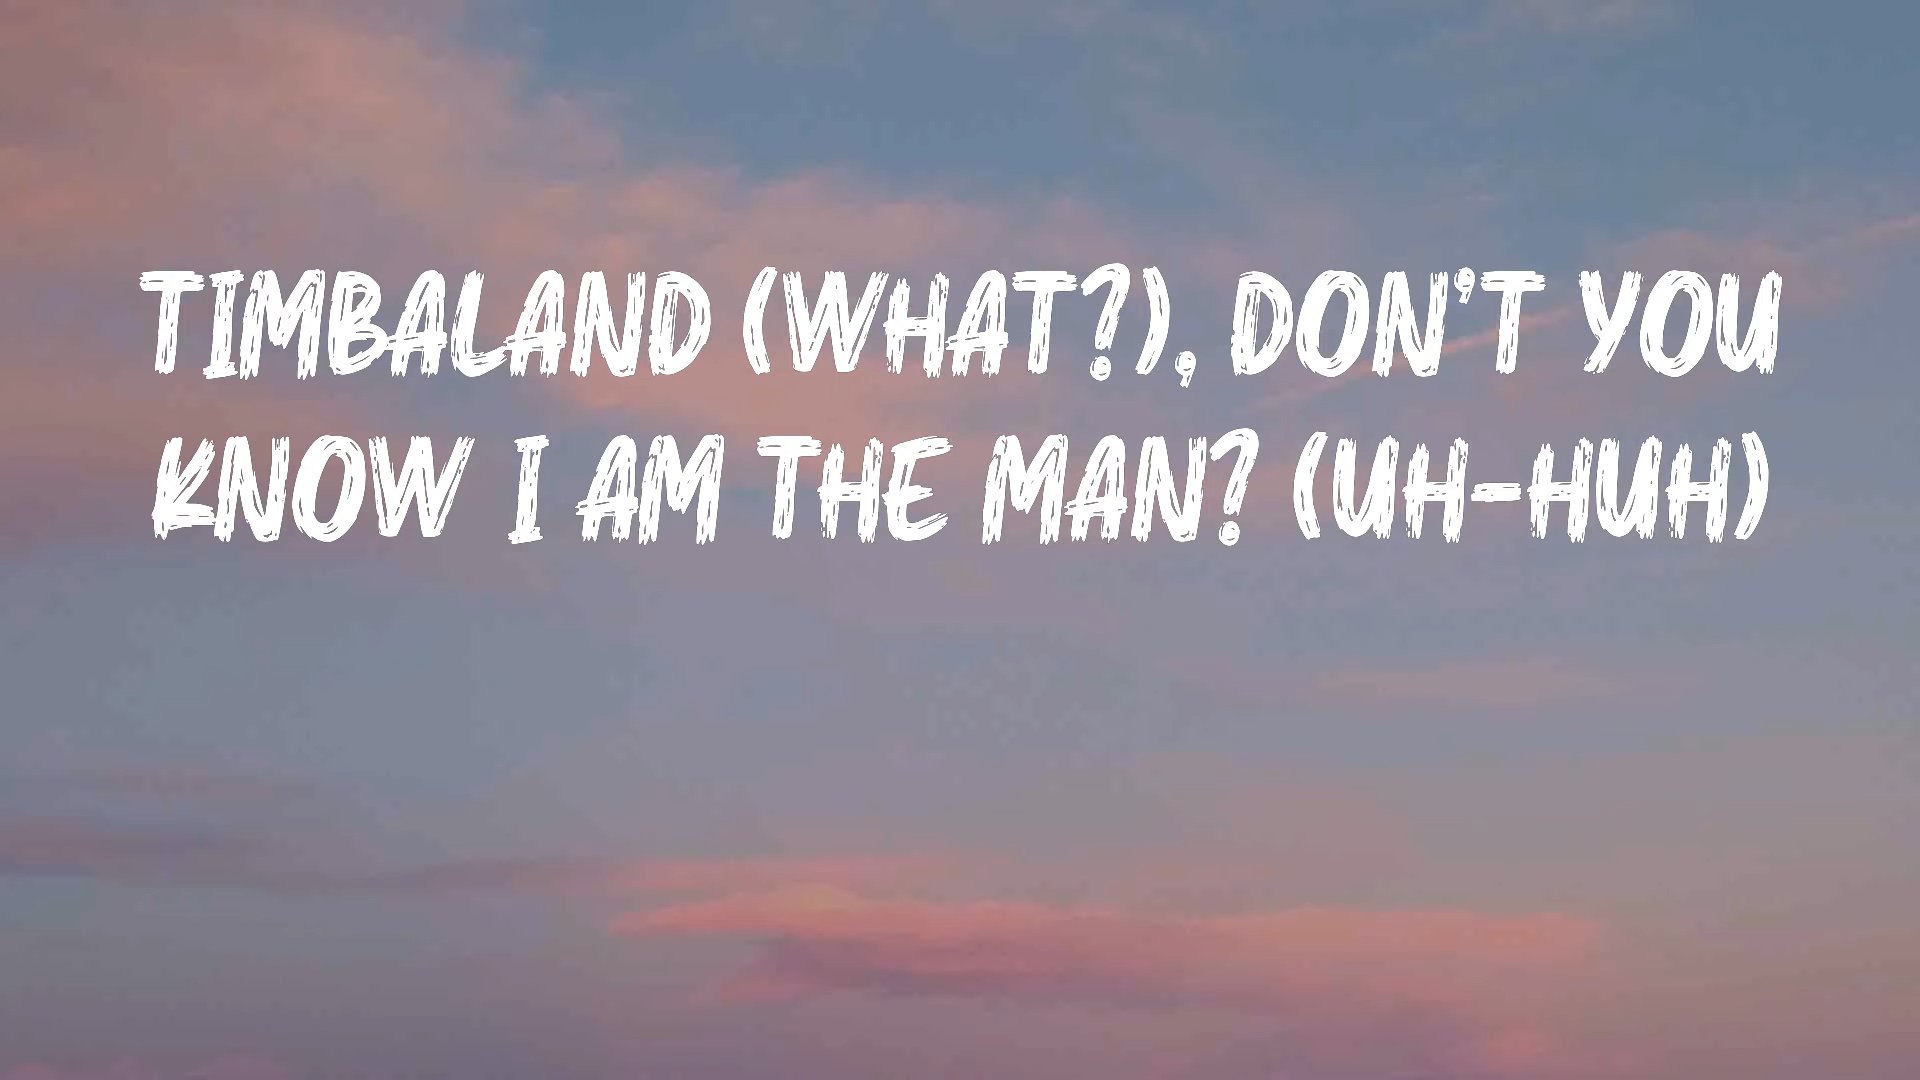 TIMBALAND (WHAT?), DON'T YOU
KNOW I AM THE MAN? (UH-HUH)